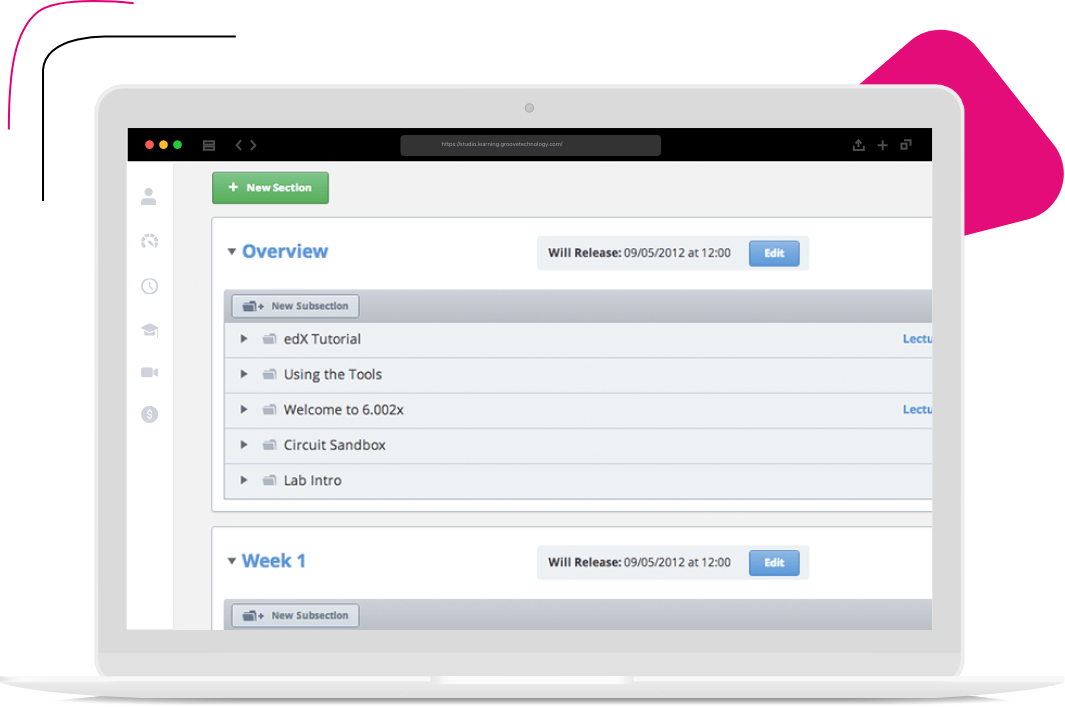 https://studio.learning.groovetechnology.com/
+ New Section
Overview
Will Release: 09/05/2012 at 12:00
Edit
New Subsection
edX Tutorial
Lectu
Using the Tools
Welcome to 6.002x
Lectu
Circuit Sandbox
Lab Intro
Week 1
Will Release: 09/05/2012 at 12:00
Edit
New Subsection